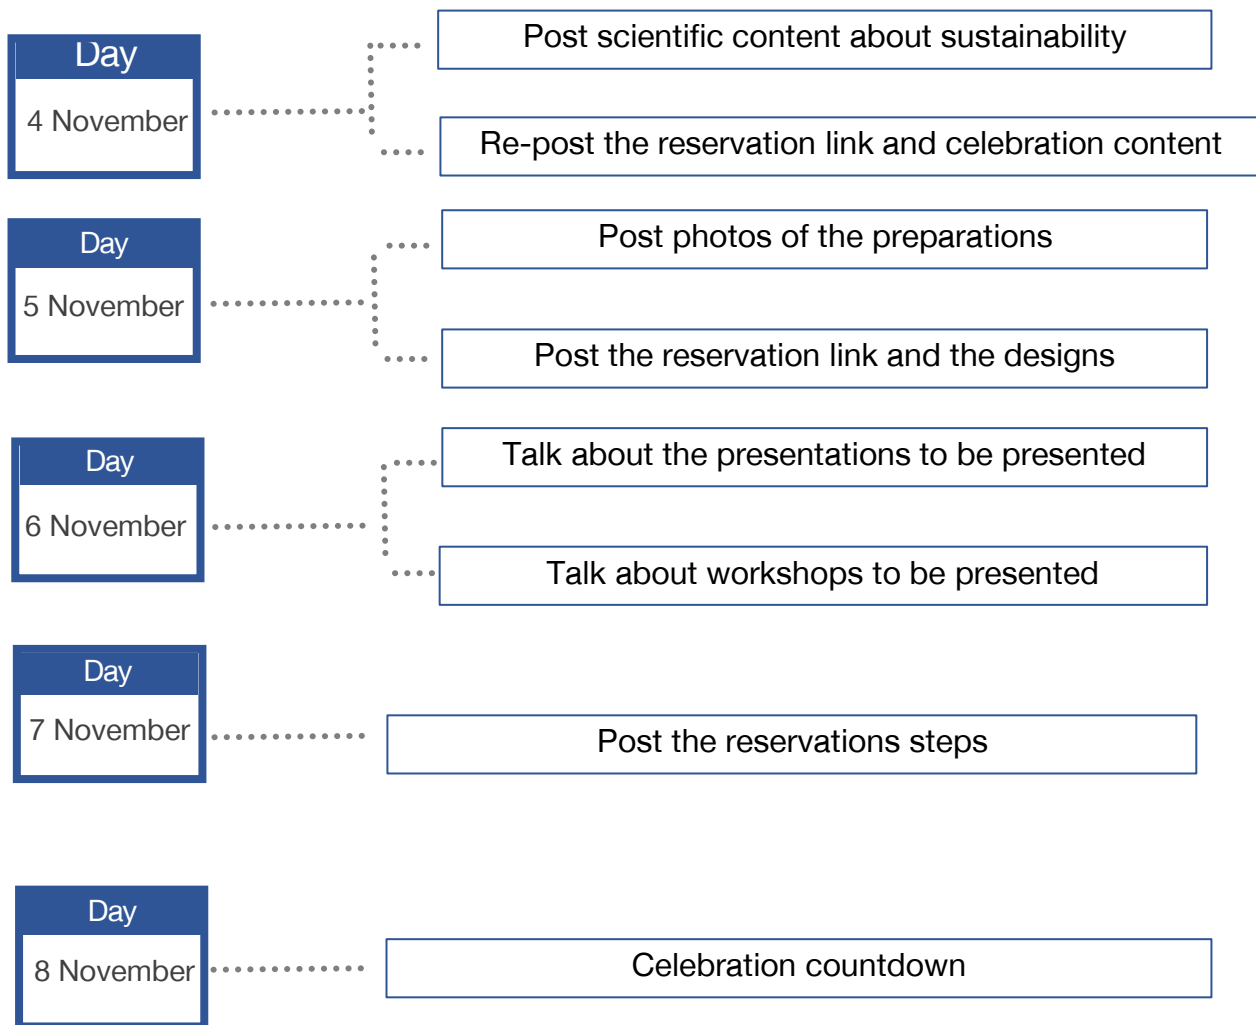 Day
4 November
Post scientific content about sustainability
Re-post the reservation link and celebration content
Day
5 November
Post photos of the preparations
Post the reservation link and the designs
Day
6 November
Talk about the presentations to be presented
Talk about workshops to be presented
Day
7 November
Post the reservations steps
Day
8 November
Celebration countdown